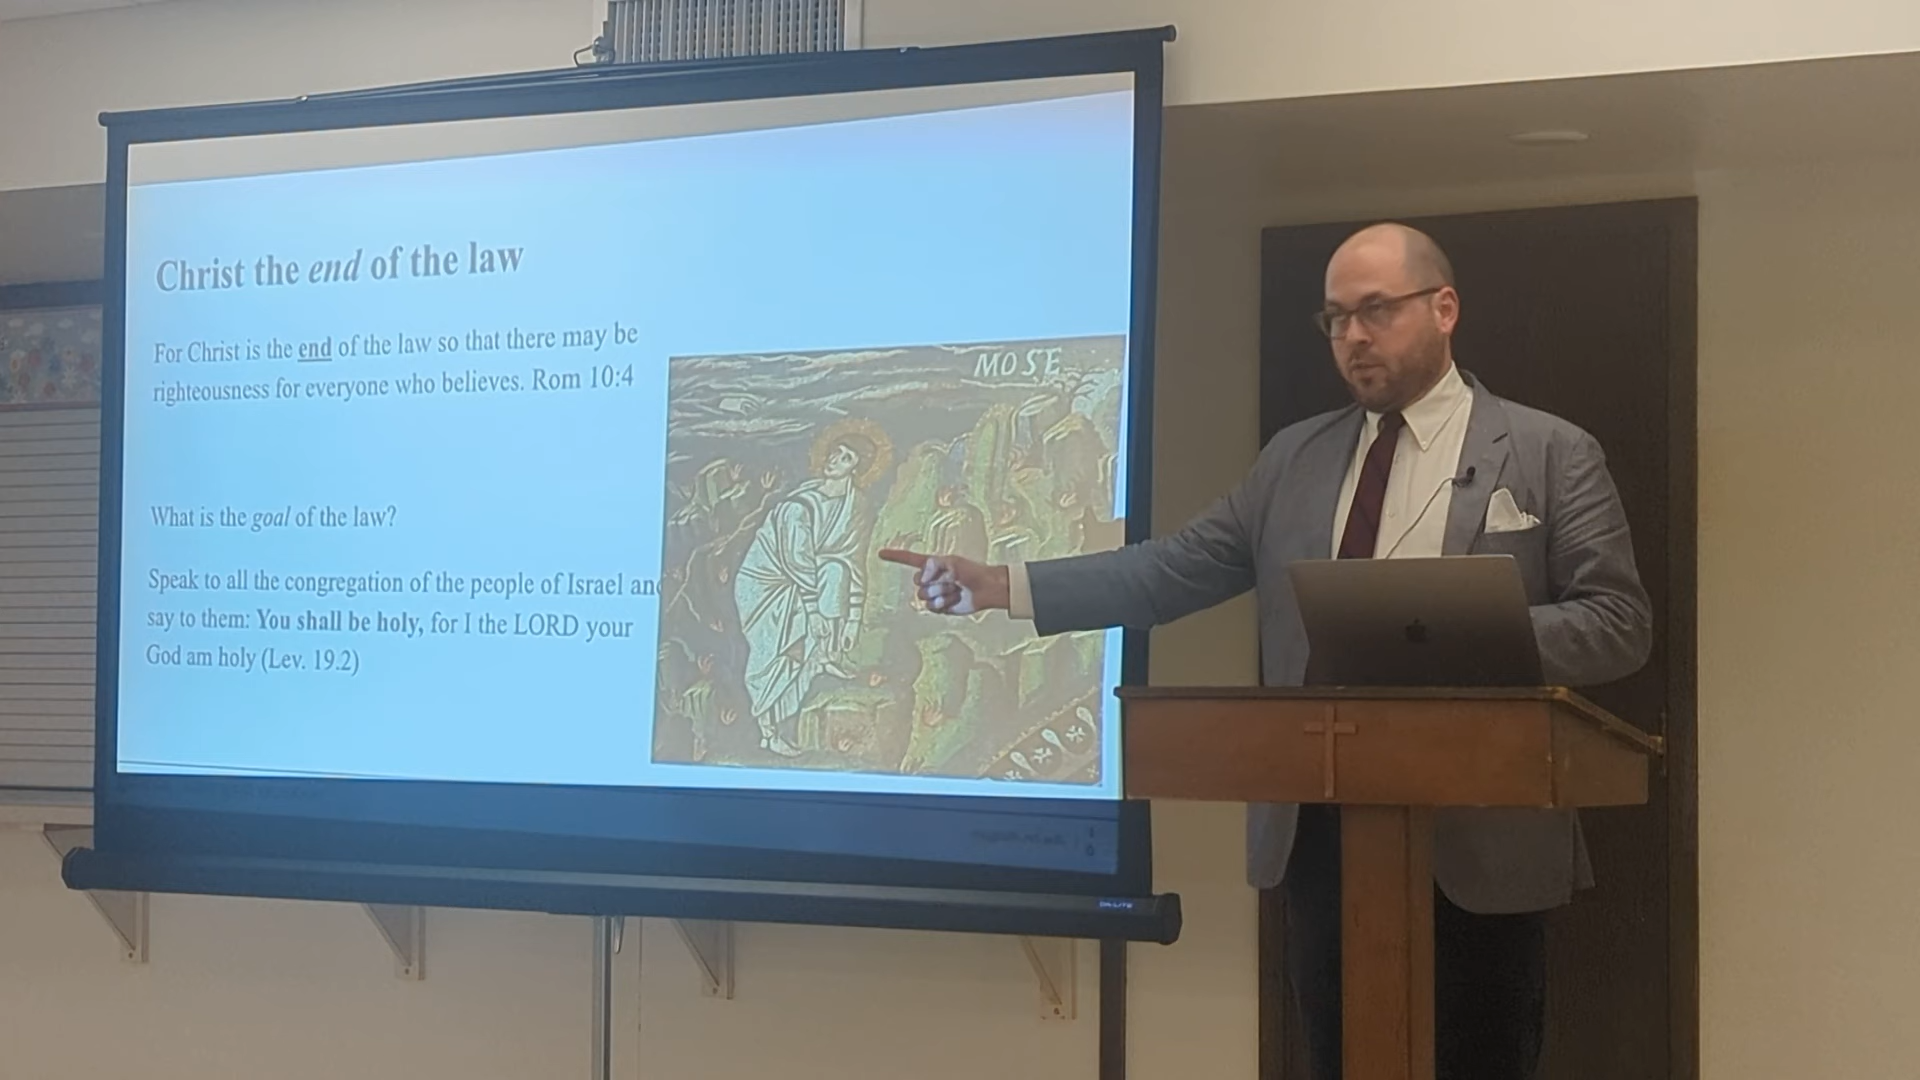 Christ the end of the law
For Christ is the end of the law so that there may be
righteousness for everyone who believes. Rom 10:4
MOSE
What is the goal of the law?
Speak to all the congregation of the people of Israel and
say to them: You shall be holy, for I the LORD your
God am holy (Lev. 19.2)
DA-LITE